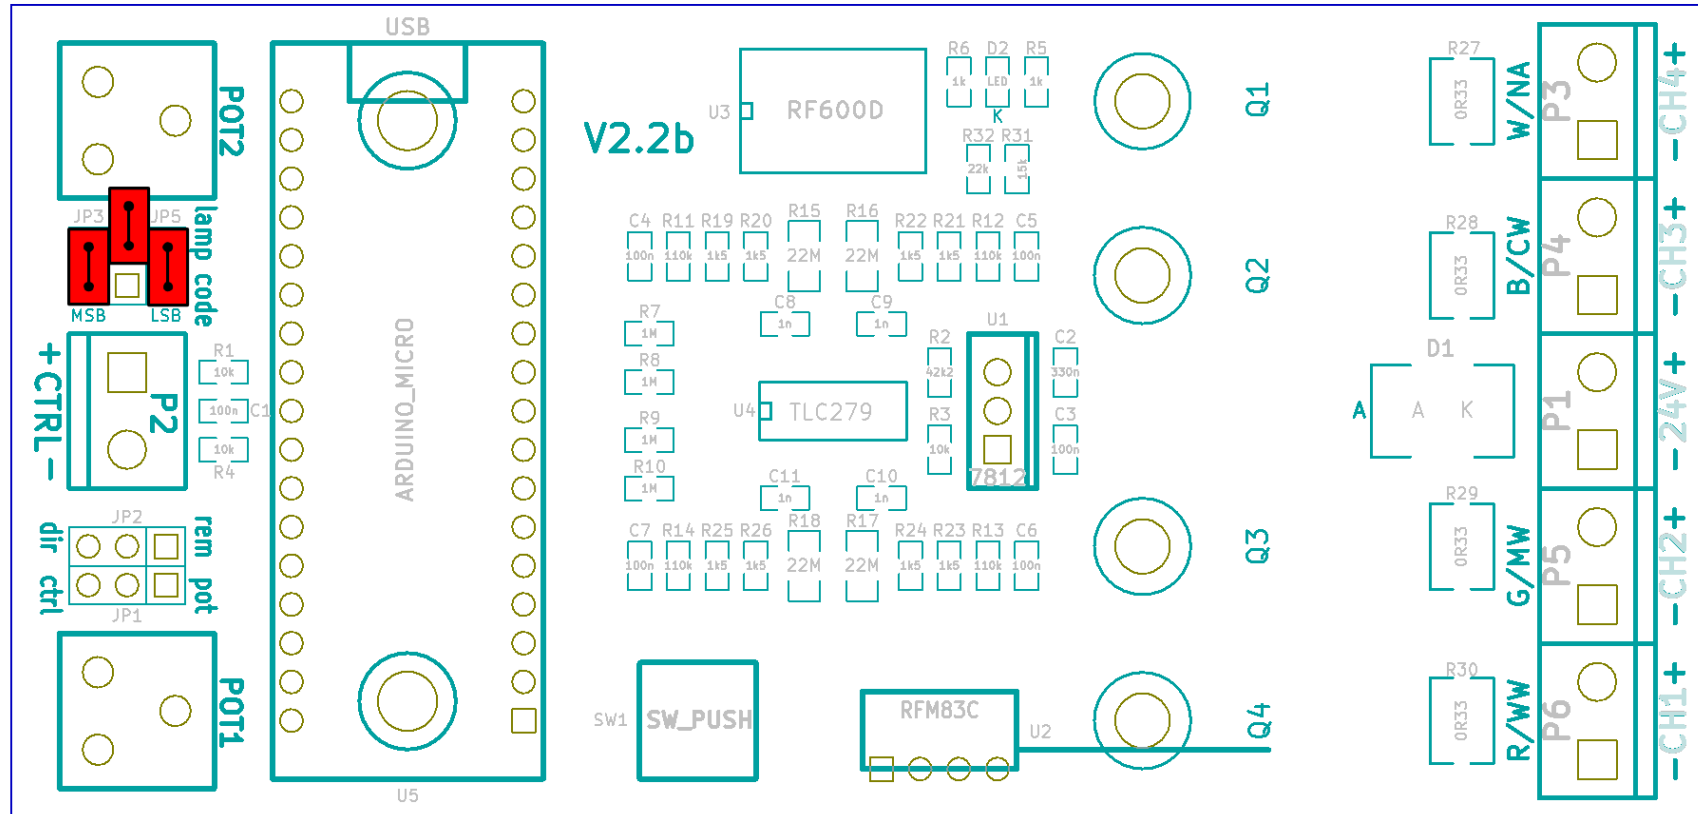 USB
POT2
JP3
JP5
lamp code
MSB
LSB
+CTRL-
P2
R1
10k
100n
C1
10k
R4
JP2
dir
rem
ctrl
pot
JP1
POT1
ARDUINO_MICRO
U5
V2.2b
U3
RF600D
R6
D2
R5
1k
LED
1k
K
R32
R31
22k
15k
C4
R11
R19
R20
R15
R16
R22
R21
R12
C5
100n
110k
1k5
1k5
22M
22M
1k5
1k5
110k
100n
C8
C9
1n
1n
R7
1M
R8
1M
R9
1M
R10
1M
U4
TLC279
U1
R2
42k2
R3
10k
C2
330n
C3
100n
7812
C11
C10
1n
1n
C7
R14
R25
R26
R18
R17
R24
R23
R13
C6
100n
110k
1k5
1k5
22M
22M
1k5
1k5
110k
100n
SW1
SW_PUSH
RFM83C
U2
Q1
Q2
Q3
Q4
R27
0R33
R28
0R33
D1
A
A
K
R29
0R33
R30
0R33
W/NA
P3
-CH4+
B/CW
P4
-CH3+
P1
-24V+
G/MW
P5
-CH2+
R/WW
P6
-CH1+